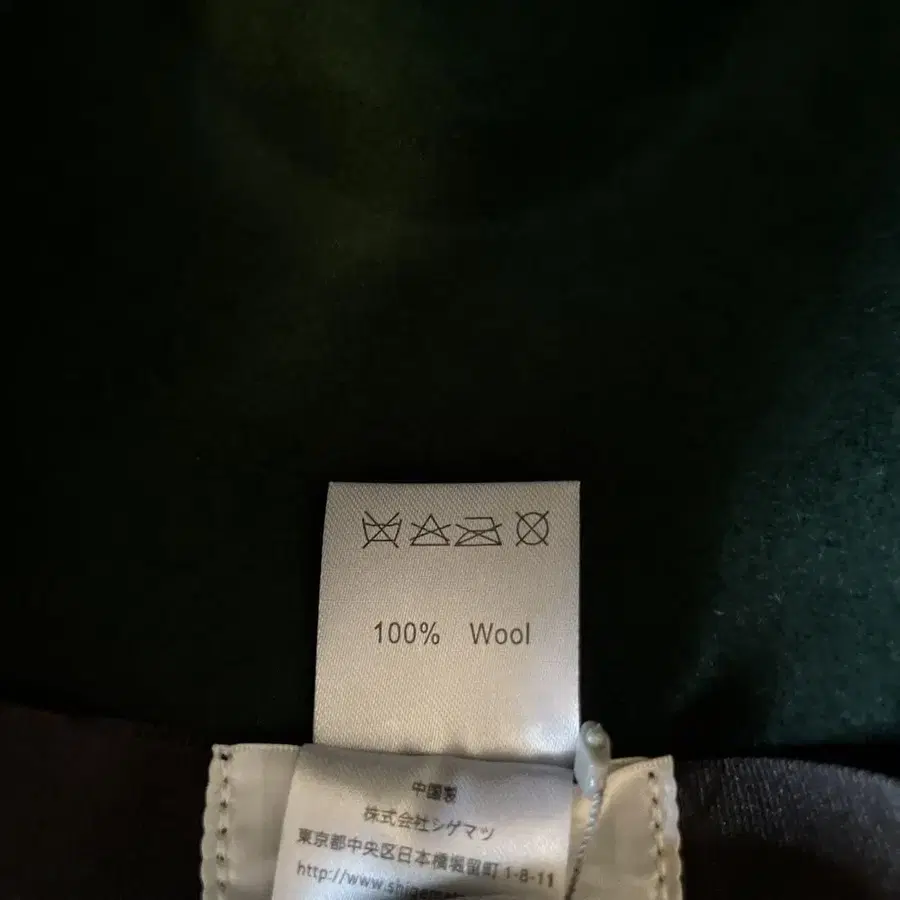 100% Wool
中国製
株式会社シゲマツ
東京都中央区日本橋堀留町 1-8-11